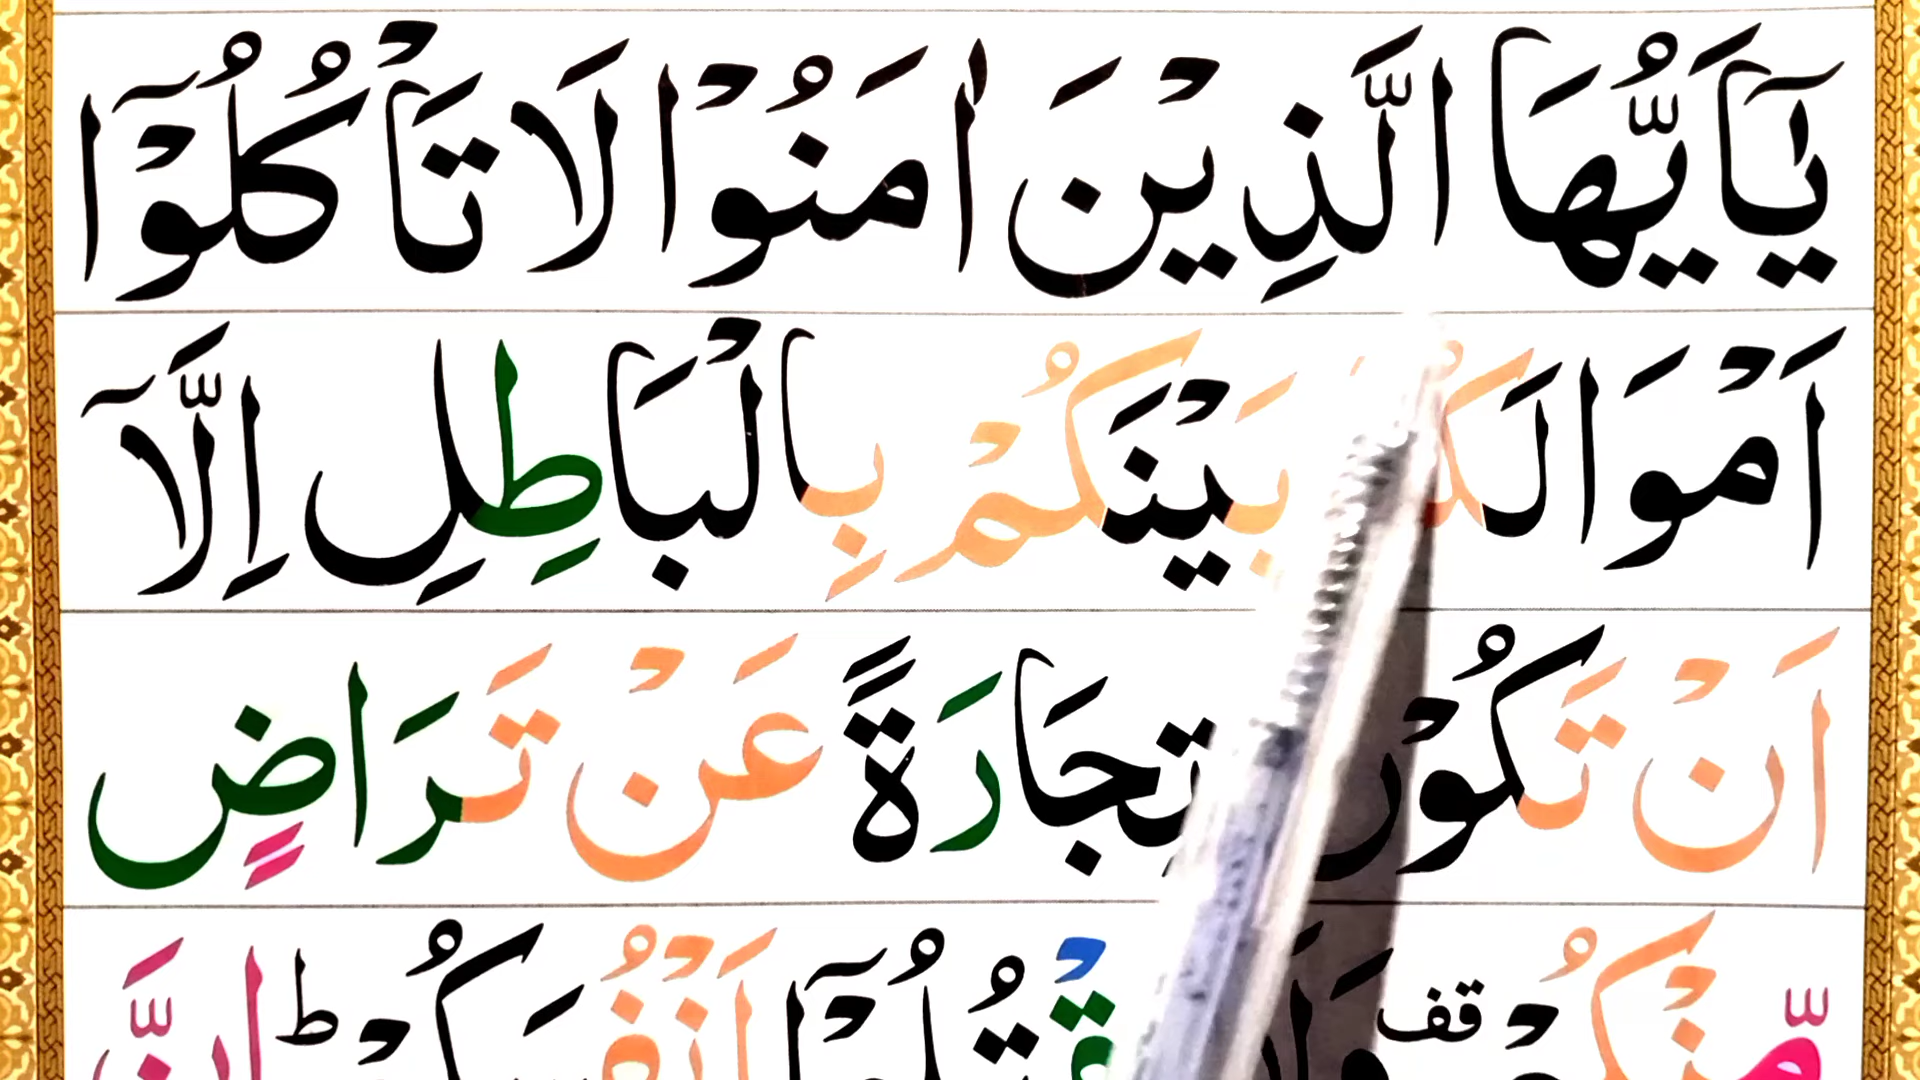 يٰٓاَيُّهَا الَّذِيْنَ اٰمَنُوْا لَا تَاْكُلُوْٓا
اَمْوَالَكُمْ بَيْنَكُمْ بِالْبَاطِلِ اِلَّآ
اَنْ تَكُوْنَ تِجَارَةً عَنْ تَرَاضٍ
مِّنْكُمْ قف وَلَا تَقْتُلُوْٓا اَنْفُسَكُمْ ط اِنَّ